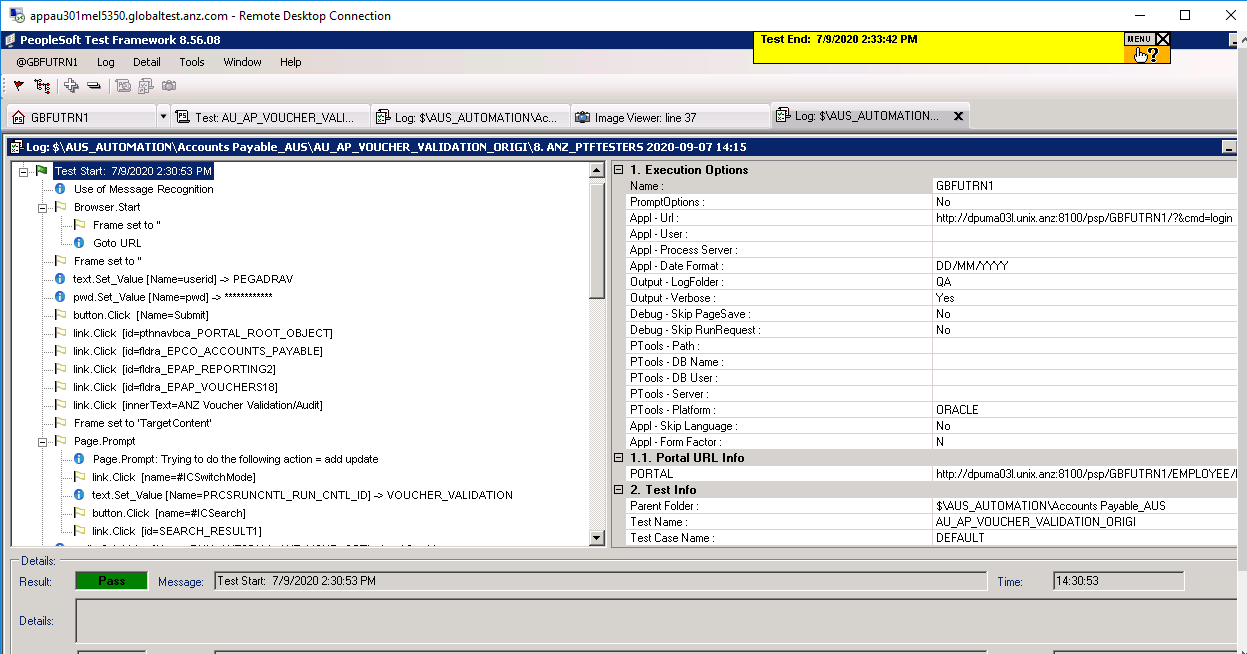 appau301mel5350.globaltest.anz.com - Remote Desktop Connection
PeopleSoft Test Framework 8.56.08
Test End: 7/9/2020 2:33:42 PM
MENU
?
@GBFUTRN1 Log Detail Tools Window Help
GBFUTRN1 Test: AU_AP_VOUCHER_VALI... Log: $\AUS_AUTOMATION\Ac... Image Viewer: line 37 Log: $\AUS_AUTOMATION...
Log: $\AUS_AUTOMATION\Accounts Payable_AUS\AU_AP_VOUCHER_VALIDATION_ORIGI\8. ANZ_PTFTESTERS 2020-09-07 14:15
Test Start: 7/9/2020 2:30:53 PM
Use of Message Recognition
Browser.Start
Frame set to ''
Goto URL
Frame set to ''
text.Set_Value [Name=userid] -> PEGADRAV
pwd.Set_Value [Name=pwd] -> ************
button.Click [Name=Submit]
link.Click [id=pthnavbca_PORTAL_ROOT_OBJECT]
link.Click [id=fldra_EPCO_ACCOUNTS_PAYABLE]
link.Click [id=fldra_EPAP_REPORTING2]
link.Click [id=fldra_EPAP_VOUCHERS18]
link.Click [innerText=ANZ Voucher Validation/Audit]
Frame set to 'TargetContent'
Page.Prompt
Page.Prompt: Trying to do the following action = add update
link.Click [name=#ICSwitchMode]
text.Set_Value [Name=PRCSRUNCNTL_RUN_CNTL_ID] -> VOUCHER_VALIDATION
button.Click [name=#ICSearch]
link.Click [id=SEARCH_RESULT1]
1. Execution Options
Name : GBFUTRN1
PromptOptions : No
Appl - Url : http://dpuma03l.unix.anz:8100/psp/GBFUTRN1/?&cmd=login
Appl - User :
Appl - Process Server :
Appl - Date Format : DD/MM/YYYY
Output - LogFolder : QA
Output - Verbose : Yes
Debug - Skip PageSave : No
Debug - Skip RunRequest : No
PTools - Path :
PTools - DB Name :
PTools - DB User :
PTools - Server :
PTools - Platform : ORACLE
Appl - Skip Language : No
Appl - Form Factor : N
1.1. Portal URL Info
PORTAL http://dpuma03l.unix.anz:8100/psp/GBFUTRN1/EMPLOYEE/
2. Test Info
Parent Folder : $\AUS_AUTOMATION\Accounts Payable_AUS
Test Name : AU_AP_VOUCHER_VALIDATION_ORIGI
Test Case Name : DEFAULT
Details:
Result: Pass Message: Test Start: 7/9/2020 2:30:53 PM Time: 14:30:53
Details: